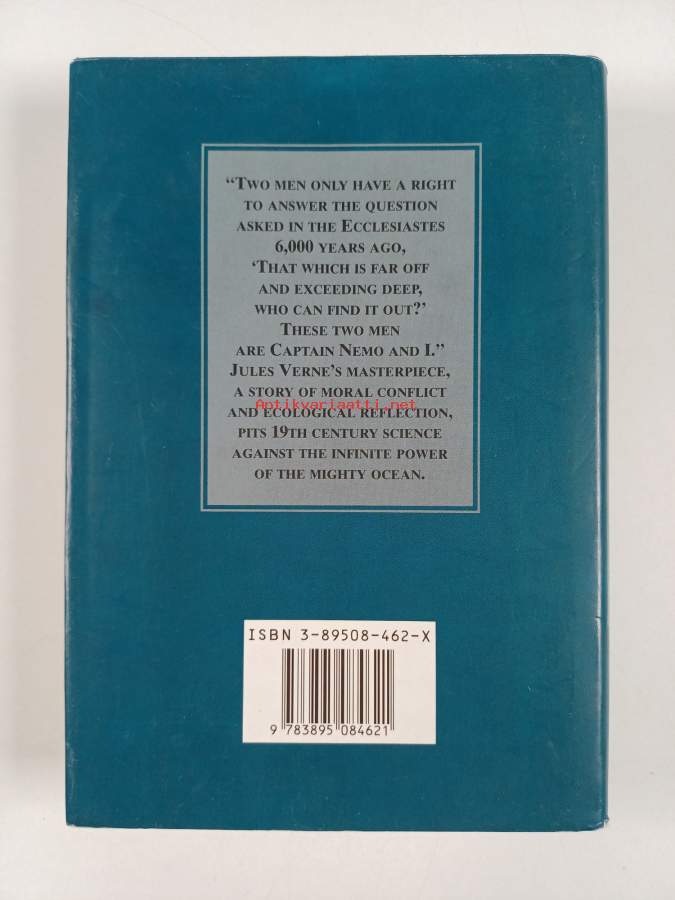 “Two men only have a right
to answer the question
asked in the Ecclesiastes
6,000 years ago,
‘That which is far off
and exceeding deep,
who can find it out?’
These two men
are Captain Nemo and I.”
Jules Verne’s masterpiece,
a story of moral conflict
Antikvariaatti.net
and ecological reflection,
pits 19th century science
against the infinite power
of the mighty ocean.
ISBN 3-89508-462-X
9 783895 084621